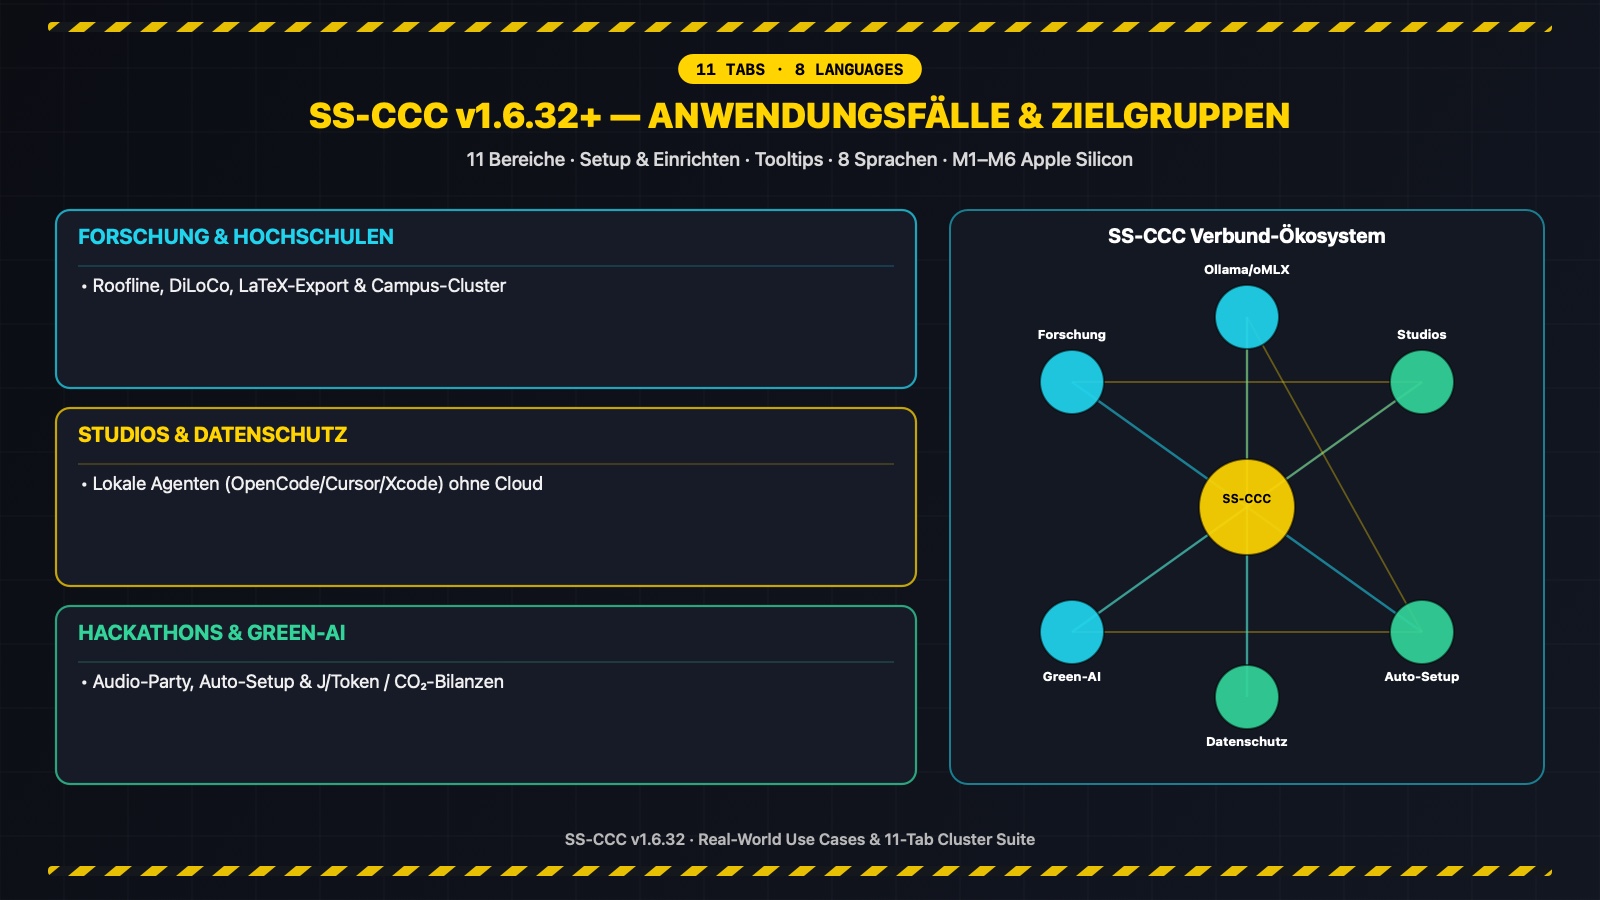 11 TABS · 8 LANGUAGES
SS-CCC v1.6.32+ — ANWENDUNGSFÄLLE & ZIELGRUPPEN
11 Bereiche · Setup & Einrichten · Tooltips · 8 Sprachen · M1–M6 Apple Silicon
FORSCHUNG & HOCHSCHULEN
• Roofline, DiLoCo, LaTeX-Export & Campus-Cluster
STUDIOS & DATENSCHUTZ
• Lokale Agenten (OpenCode/Cursor/Xcode) ohne Cloud
HACKATHONS & GREEN-AI
• Audio-Party, Auto-Setup & J/Token / CO₂-Bilanzen
SS-CCC Verbund-Ökosystem
Ollama/oMLX
Forschung
Studios
SS-CCC
Green-AI
Auto-Setup
Datenschutz
SS-CCC v1.6.32 · Real-World Use Cases & 11-Tab Cluster Suite